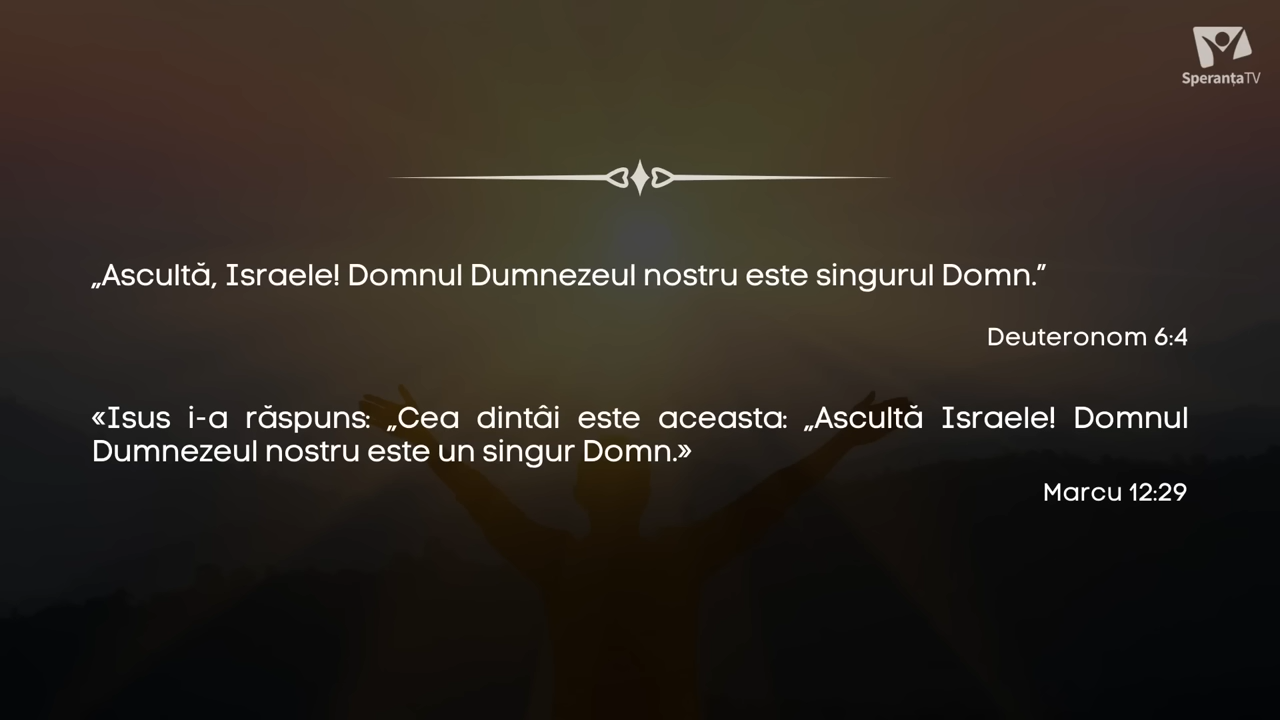 SperanțaTV
„Ascultă, Israele! Domnul Dumnezeul nostru este singurul Domn.”
Deuteronom 6:4
«Isus i-a răspuns: „Cea dintâi este aceasta: „Ascultă Israele! Domnul
Dumnezeul nostru este un singur Domn.»
Marcu 12:29